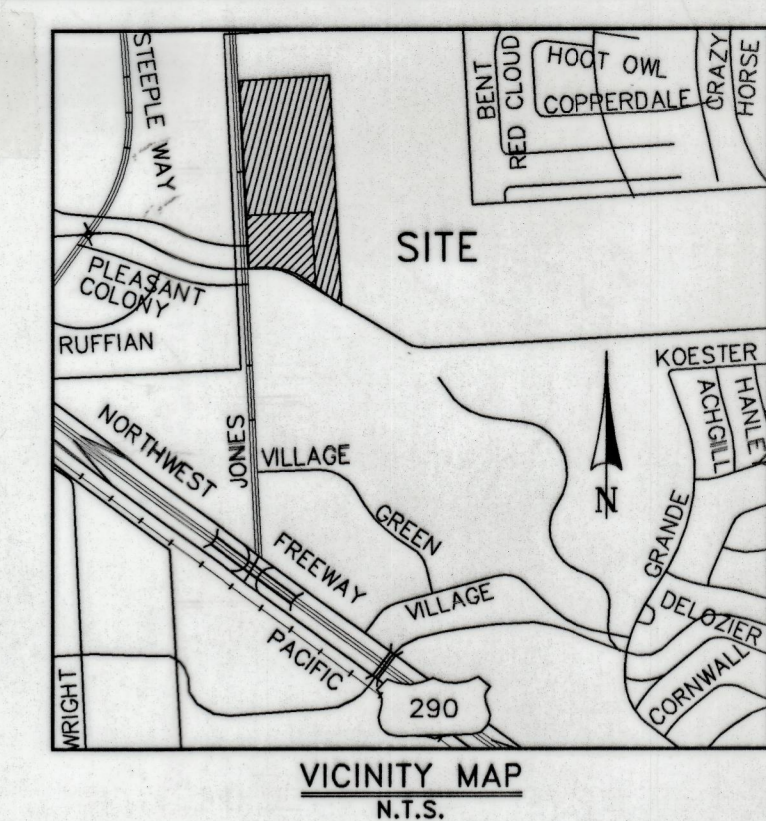 STEEPLE WAY
BENT
RED CLOUD
HOOT OWL
COPPERDALE
CRAZY
HORSE
SITE
PLEASANT
COLONY
RUFFIAN
KOESTER
ACHGILL
HANLE
NORTHWEST
JONES
VILLAGE
GREEN
N
FREEWAY
GRANDE
VILLAGE
DELOZIER
PACIFIC
CORNWALL
WRIGHT
290
VICINITY MAP
N.T.S.